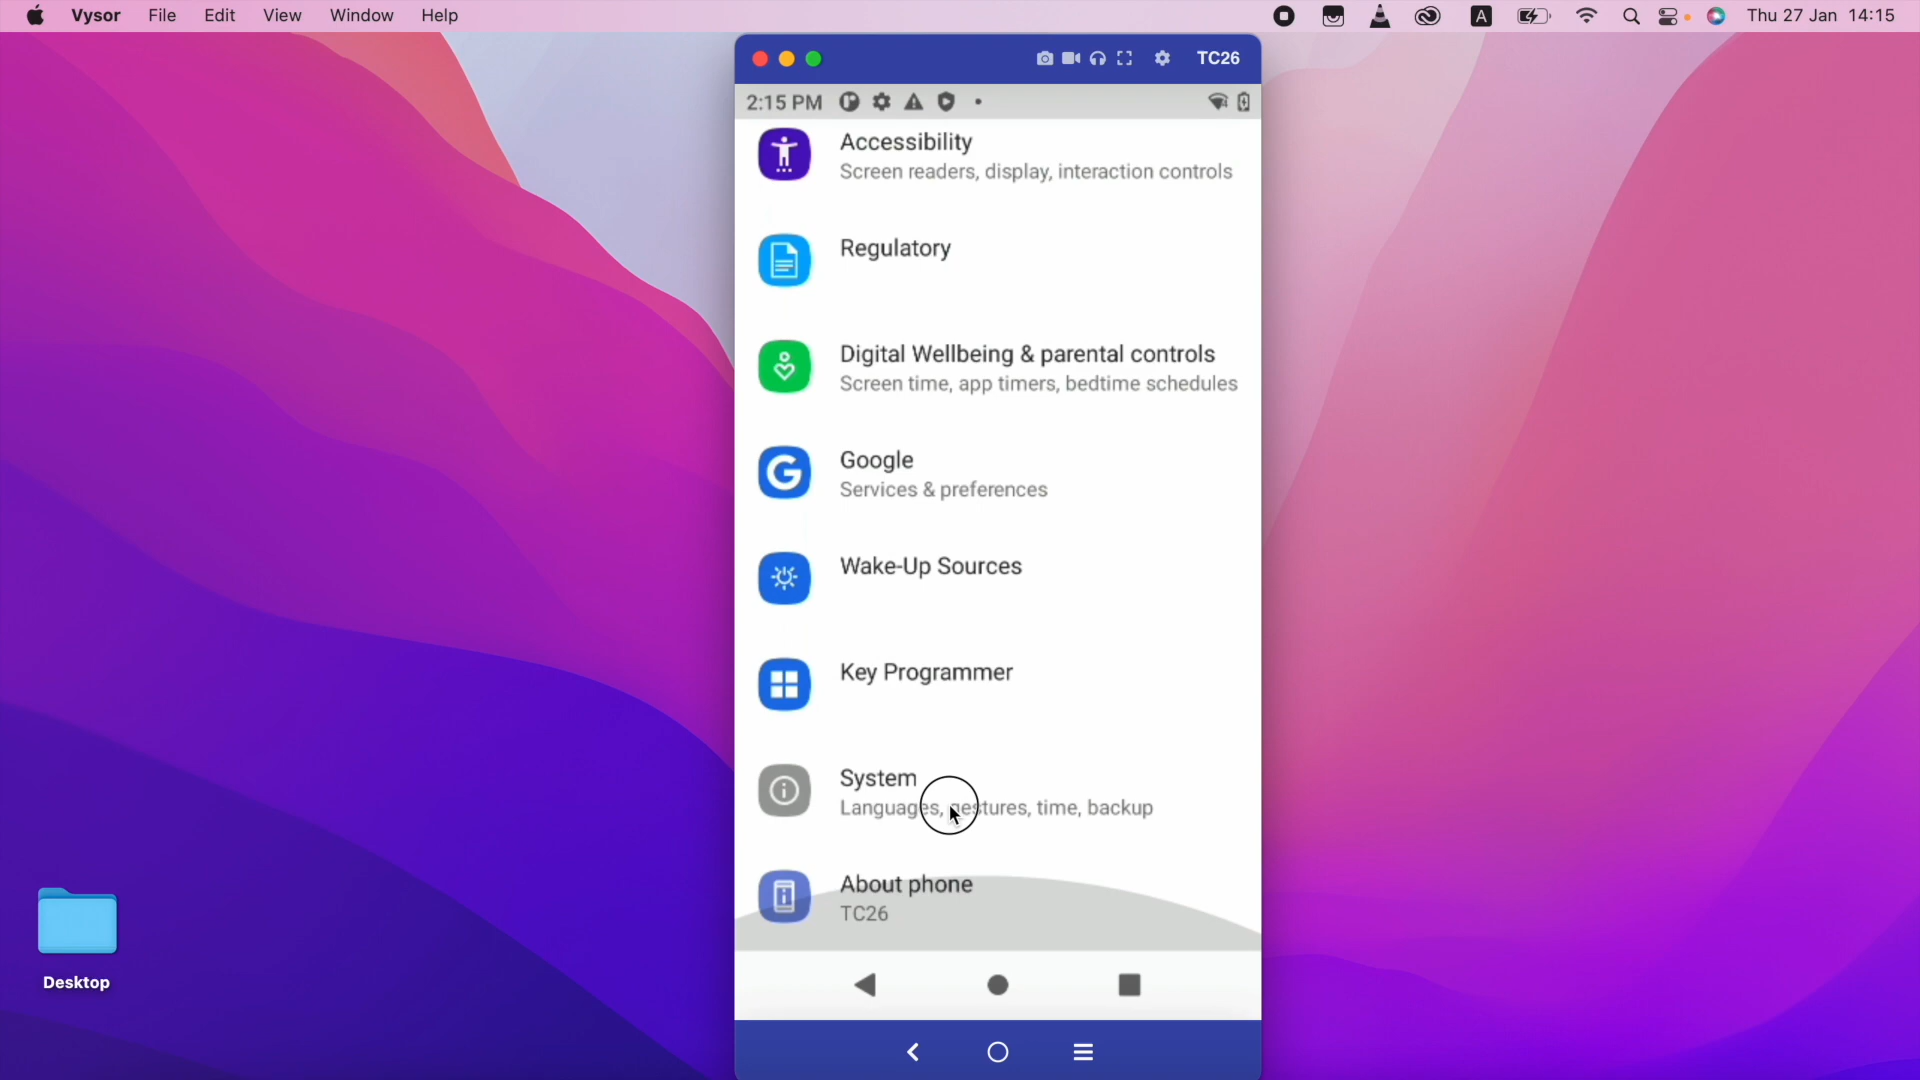 Vysor File Edit View Window Help
A
Thu 27 Jan 14:15
TC26
2:15 PM
Accessibility
Screen readers, display, interaction controls
Regulatory
Digital Wellbeing & parental controls
Screen time, app timers, bedtime schedules
Google
Services & preferences
Wake-Up Sources
Key Programmer
System
Languages, gestures, time, backup
About phone
TC26
Desktop